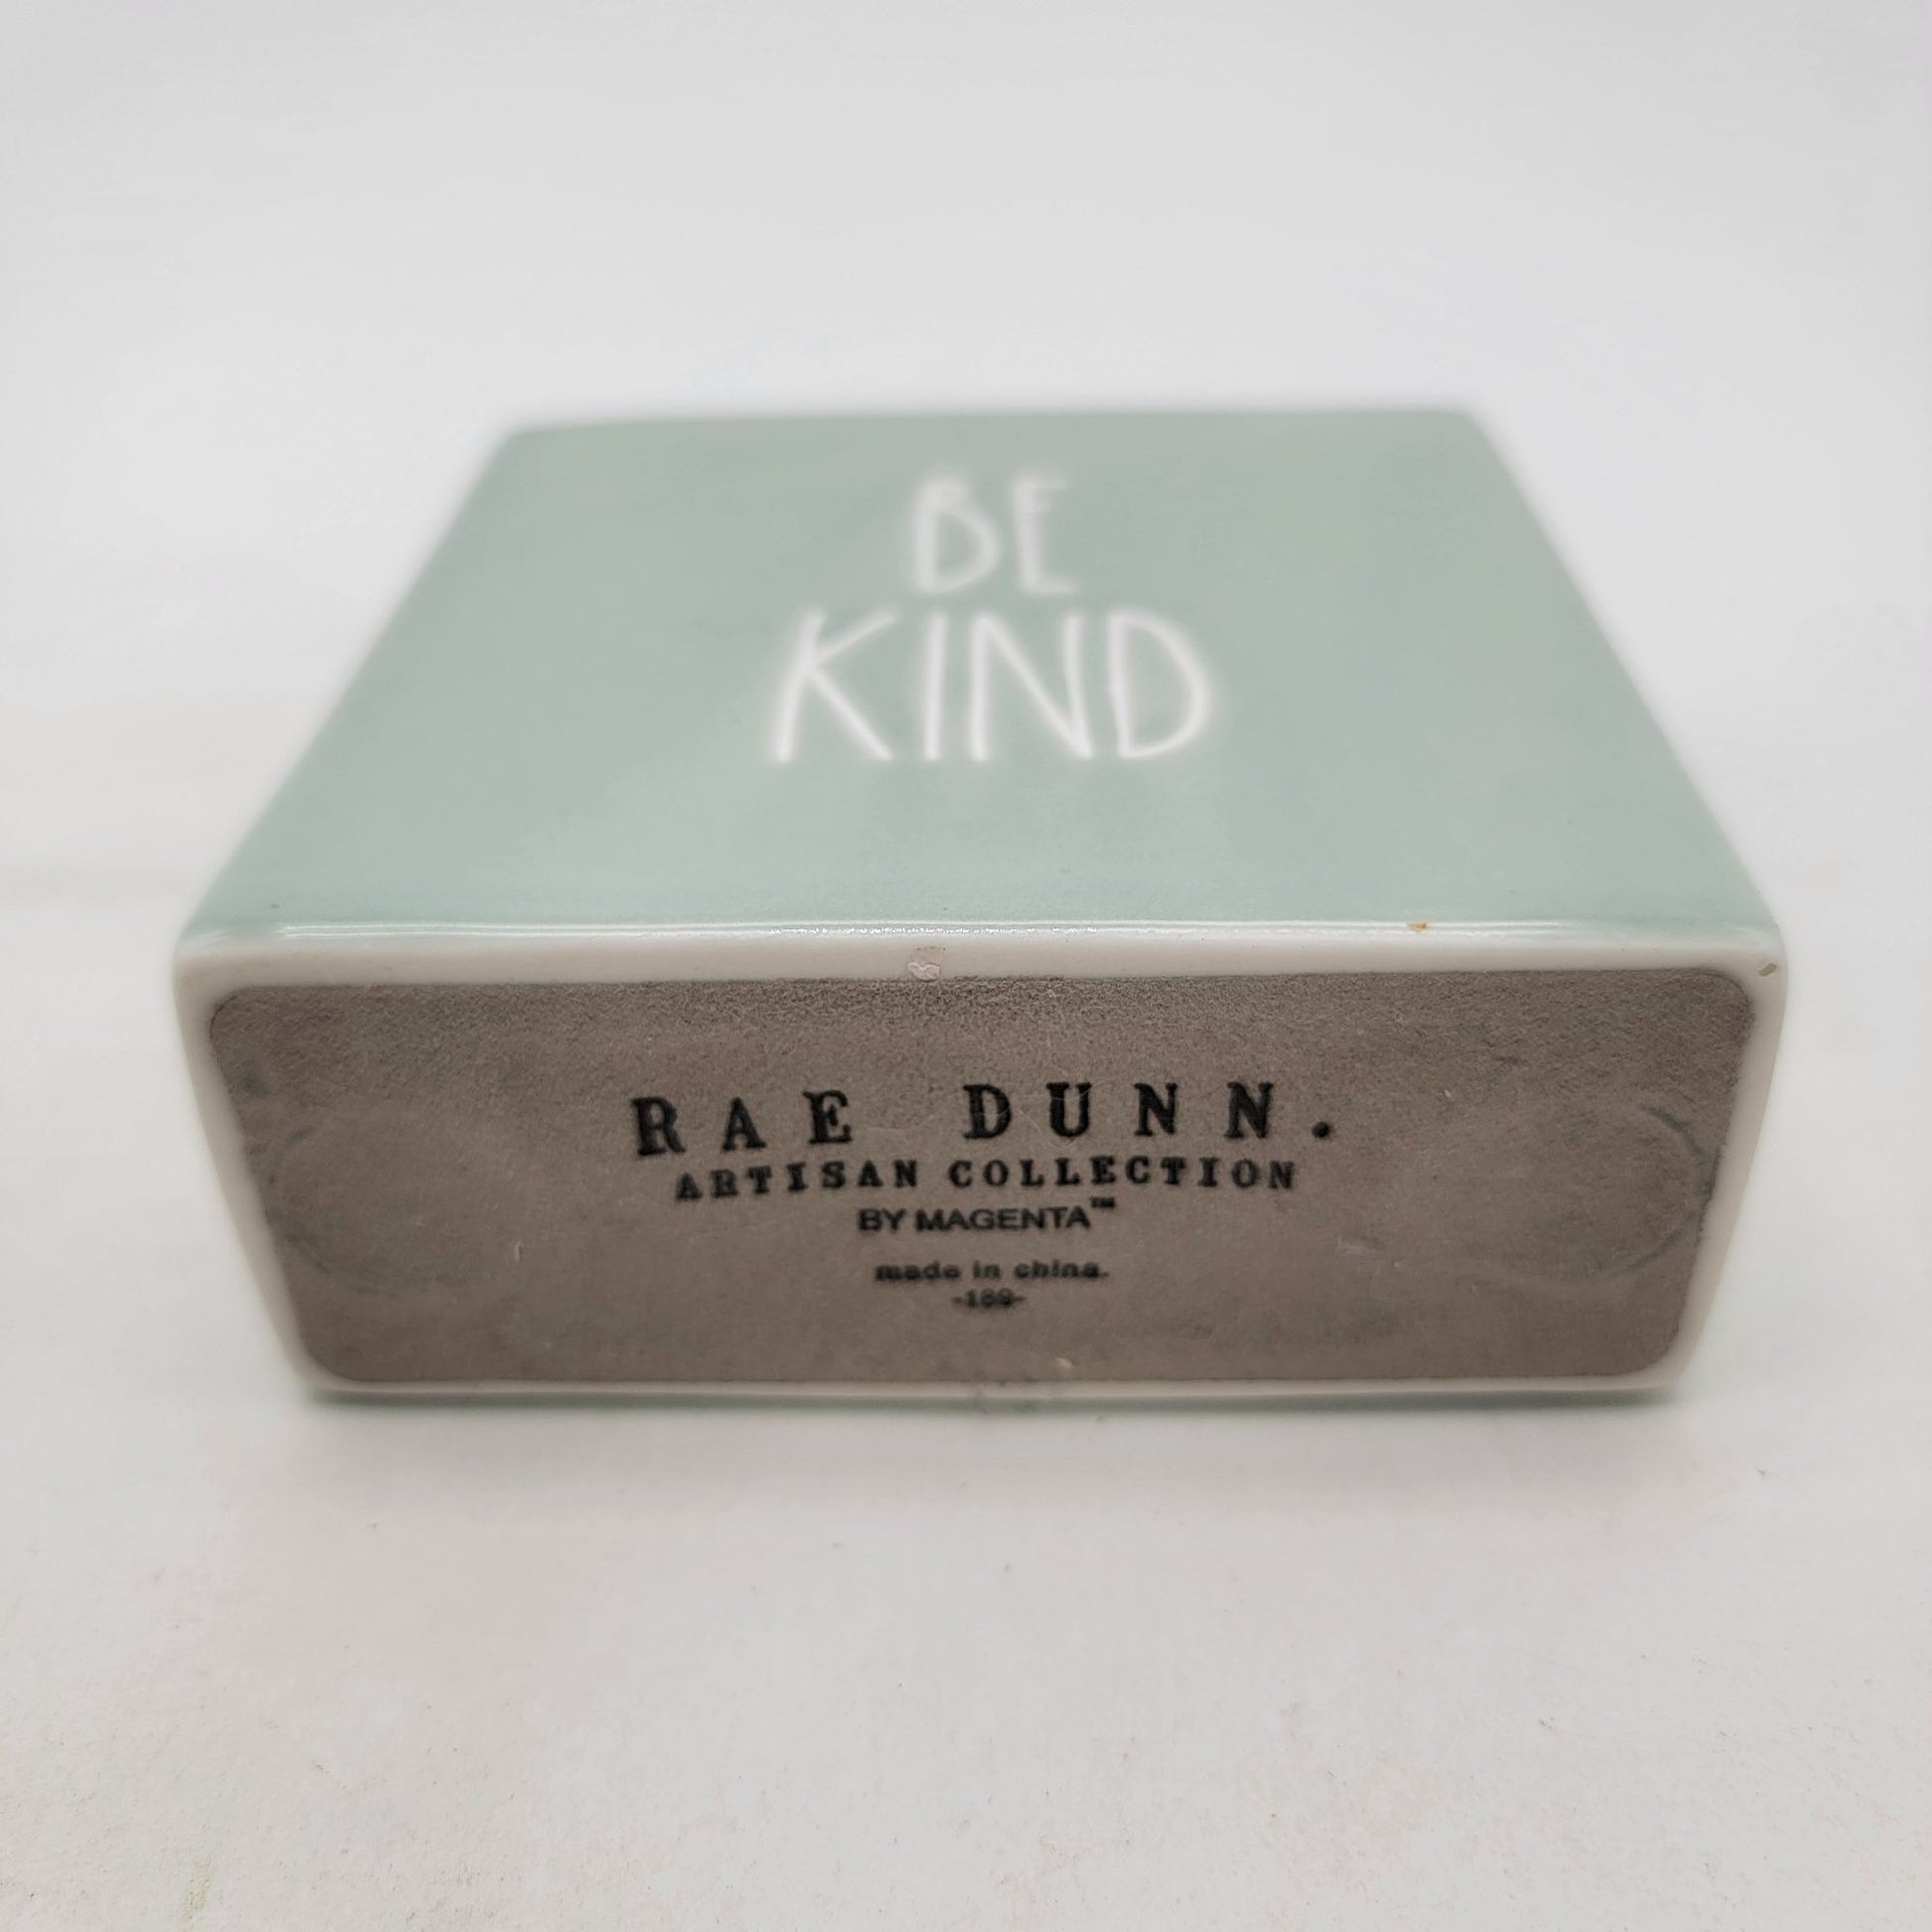 BE
KIND
RAE DUNN.
ARTISAN COLLECTION
BY MAGENTA™
made in china.